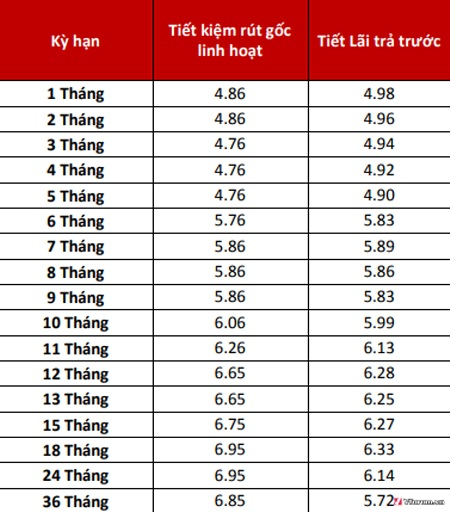 Kỳ hạn Tiết kiệm rút gốc linh hoạt Tiết Lãi trả trước
1 Tháng 4.86 4.98
2 Tháng 4.86 4.96
3 Tháng 4.76 4.94
4 Tháng 4.76 4.92
5 Tháng 4.76 4.90
6 Tháng 5.76 5.83
7 Tháng 5.86 5.89
8 Tháng 5.86 5.86
9 Tháng 5.86 5.83
10 Tháng 6.06 5.99
11 Tháng 6.26 6.13
12 Tháng 6.65 6.28
13 Tháng 6.65 6.25
15 Tháng 6.75 6.27
18 Tháng 6.95 6.33
24 Tháng 6.95 6.14
36 Tháng 6.85 5.72